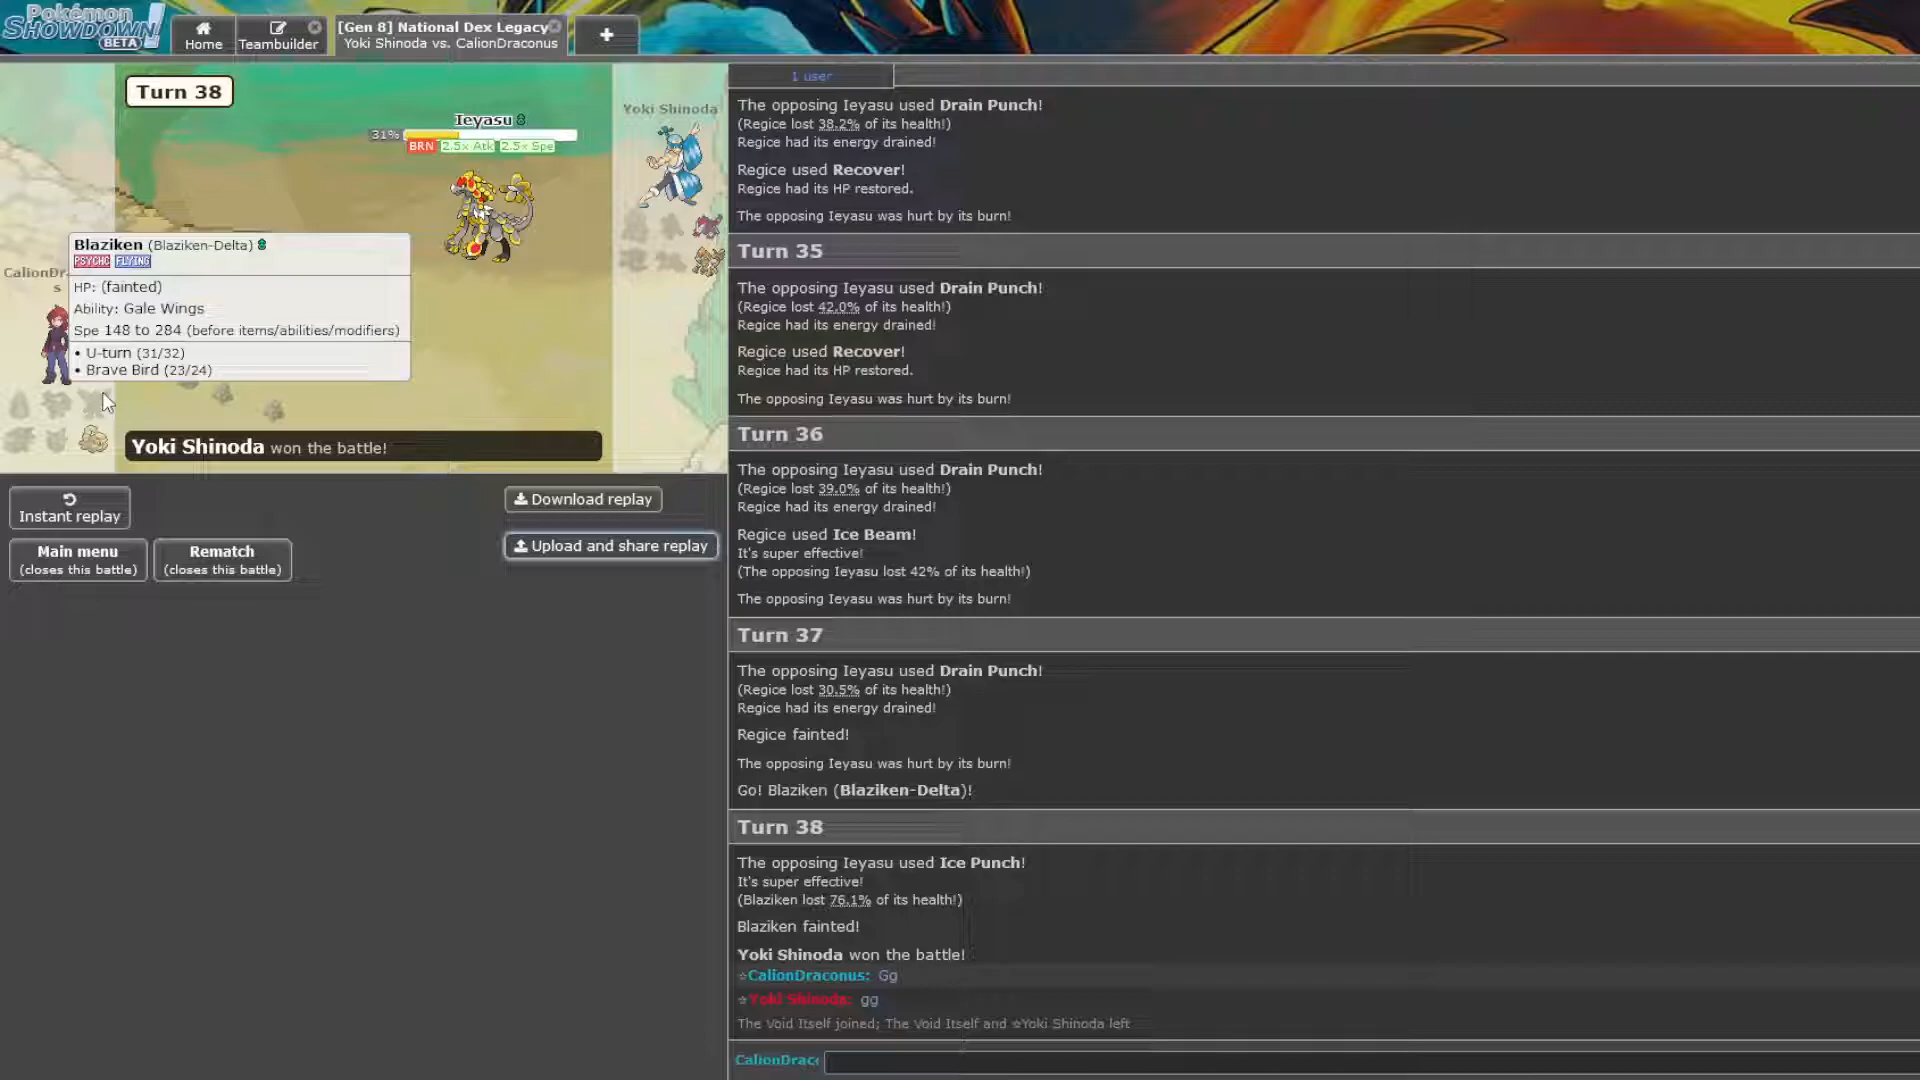 Pokémon
SHOWDOWN!
BETA
Home
Teambuilder
[Gen 8] National Dex Legacy
Yoki Shinoda vs. CalionDraconus
+
Turn 38
Ieyasu
31%
BRN 2.5× Atk 2.5× Spe
Yoki Shinoda
CalionDr
s
Blaziken (Blaziken-Delta)
PSYCHC FLYING
HP: (fainted)
Ability: Gale Wings
Spe 148 to 284 (before items/abilities/modifiers)
• U-turn (31/32)
• Brave Bird (23/24)
Yoki Shinoda won the battle!
Instant replay
Download replay
Upload and share replay
Main menu
(closes this battle)
Rematch
(closes this battle)
1 user
The opposing Ieyasu used Drain Punch!
(Regice lost 38.2% of its health!)
Regice had its energy drained!
Regice used Recover!
Regice had its HP restored.
The opposing Ieyasu was hurt by its burn!
Turn 35
The opposing Ieyasu used Drain Punch!
(Regice lost 42.0% of its health!)
Regice had its energy drained!
Regice used Recover!
Regice had its HP restored.
The opposing Ieyasu was hurt by its burn!
Turn 36
The opposing Ieyasu used Drain Punch!
(Regice lost 39.0% of its health!)
Regice had its energy drained!
Regice used Ice Beam!
It's super effective!
(The opposing Ieyasu lost 42% of its health!)
The opposing Ieyasu was hurt by its burn!
Turn 37
The opposing Ieyasu used Drain Punch!
(Regice lost 30.5% of its health!)
Regice had its energy drained!
Regice fainted!
The opposing Ieyasu was hurt by its burn!
Go! Blaziken (Blaziken-Delta)!
Turn 38
The opposing Ieyasu used Ice Punch!
It's super effective!
(Blaziken lost 76.1% of its health!)
Blaziken fainted!
Yoki Shinoda won the battle!
☆CalionDraconus: Gg
☆Yoki Shinoda: gg
The Void Itself joined; The Void Itself and ☆Yoki Shinoda left
CalionDrac